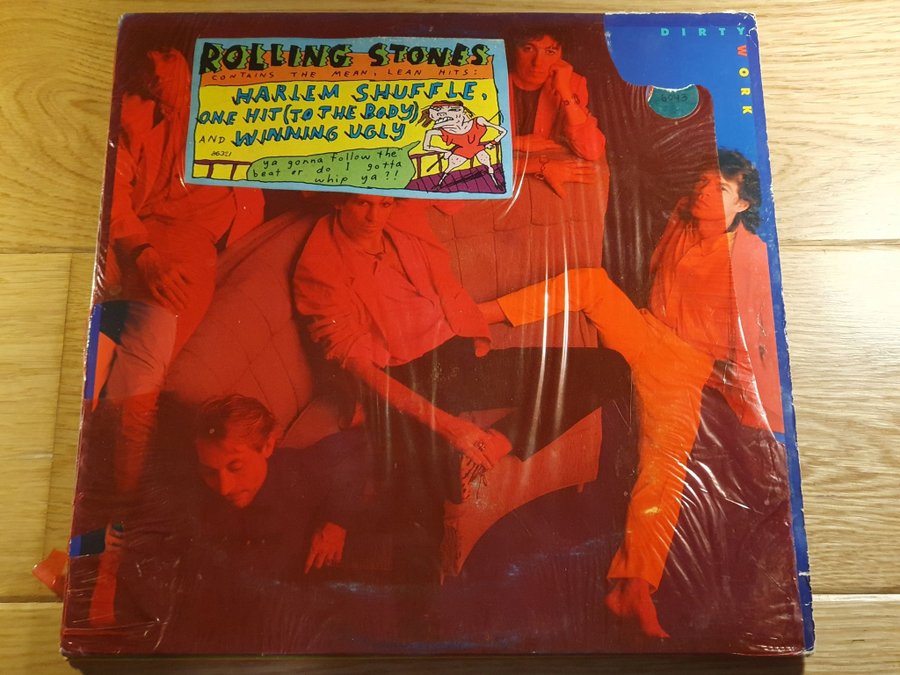 ROLLING STONES
CONTAINS THE MEAN, LEAN HITS:
HARLEM SHUFFLE,
ONE HIT (TO THE BODY)
AND WINNING UGLY
86321
ya gonna follow the
beat or do I gotta
whip ya?!
DIRTY
WORK